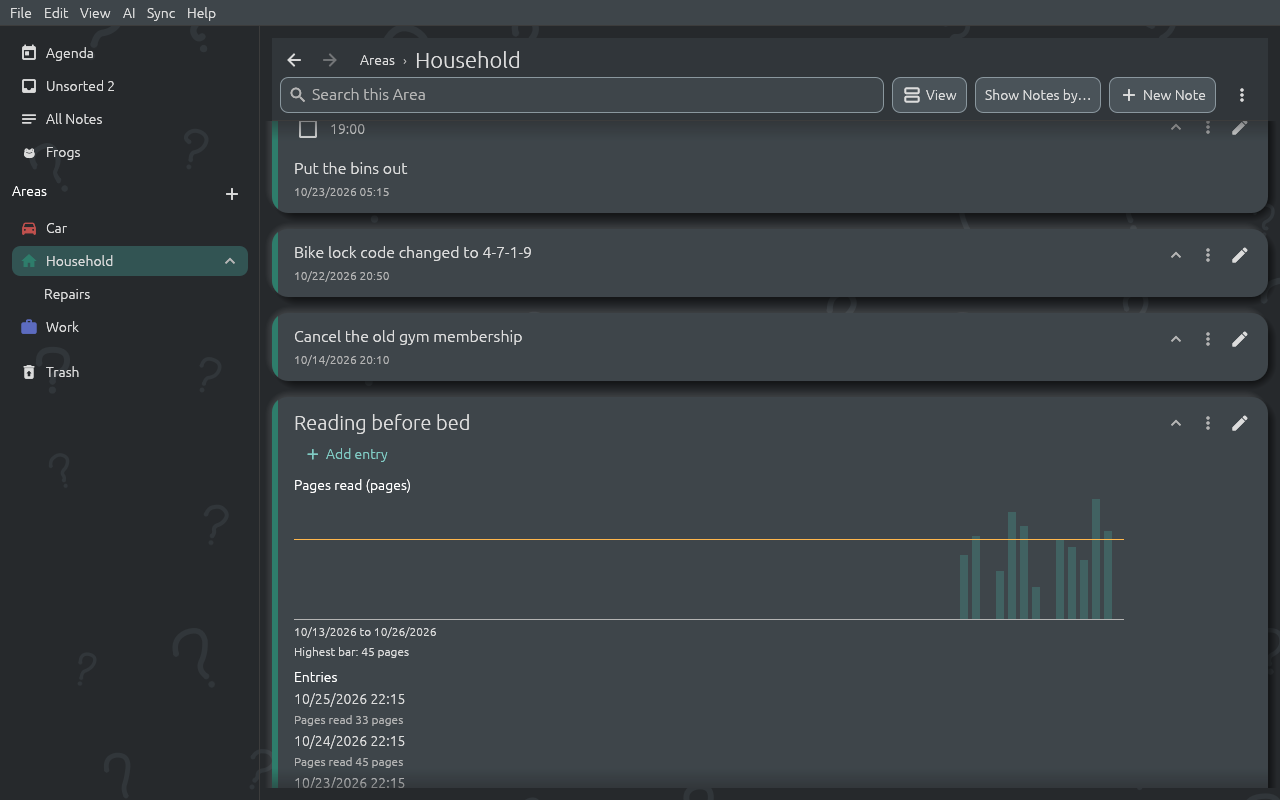 File Edit View AI Sync Help
Agenda
Unsorted 2
All Notes
Frogs
Areas
Car
Household
Repairs
Work
Trash
Areas › Household
Search this Area
View
Show Notes by...
New Note
19:00
Put the bins out
10/23/2026 05:15
Bike lock code changed to 4-7-1-9
10/22/2026 20:50
Cancel the old gym membership
10/14/2026 20:10
Reading before bed
Add entry
Pages read (pages)
10/13/2026 to 10/26/2026
Highest bar: 45 pages
Entries
10/25/2026 22:15
Pages read 33 pages
10/24/2026 22:15
Pages read 45 pages
10/23/2026 22:15